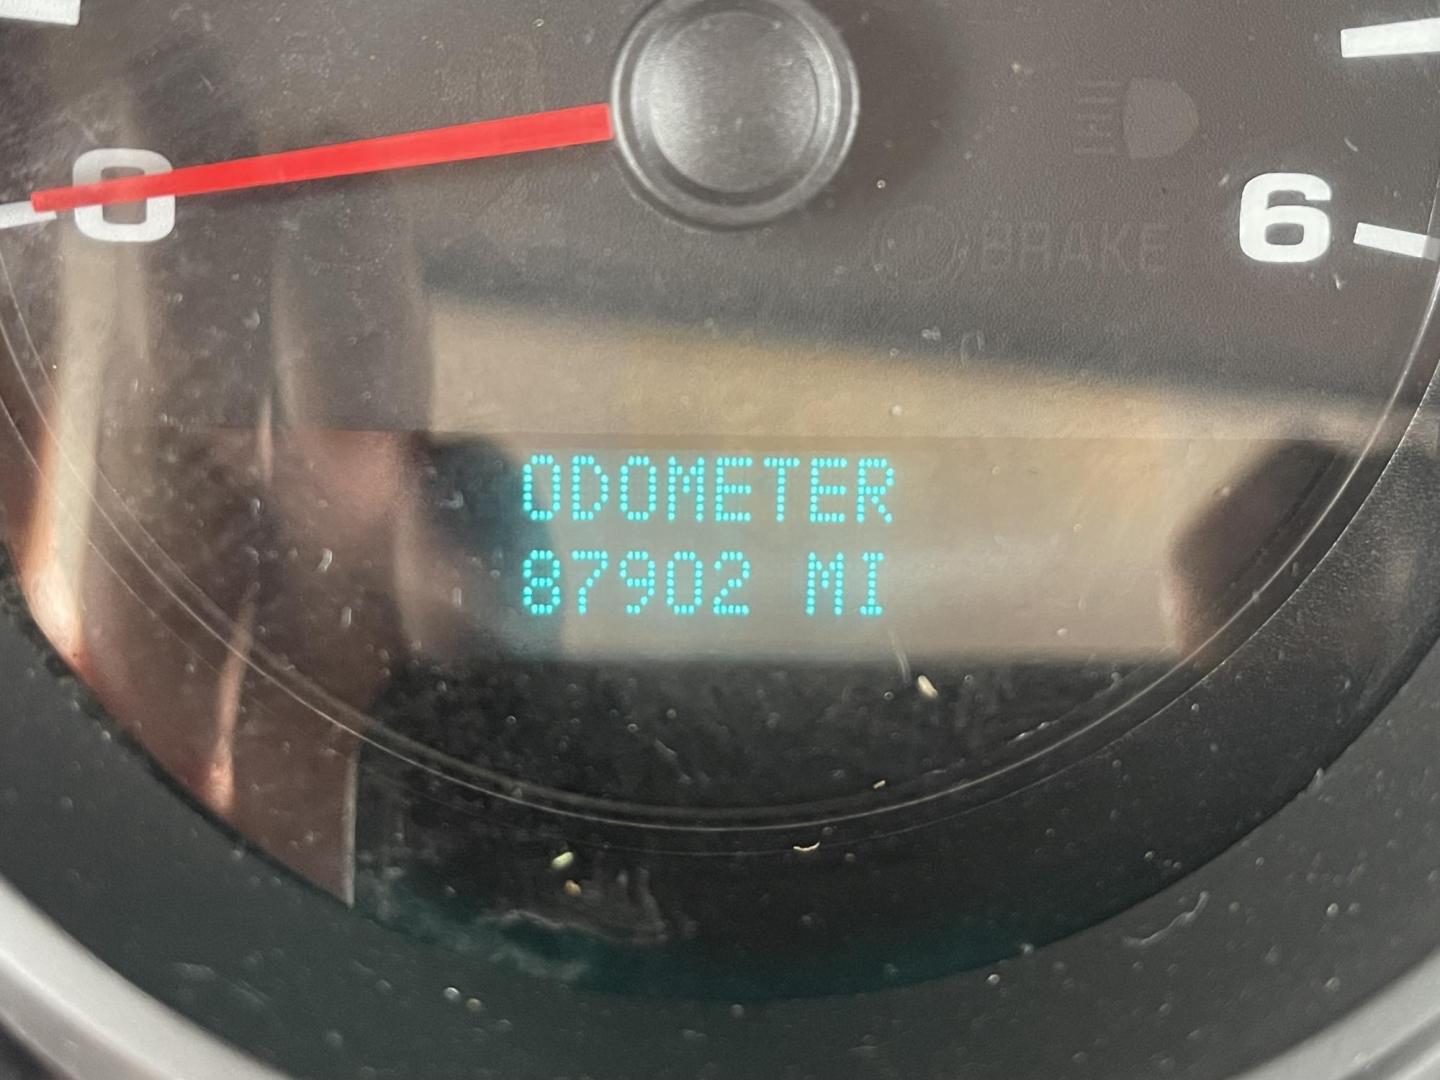 0
BRAKE
6
ODOMETER
87902 MI